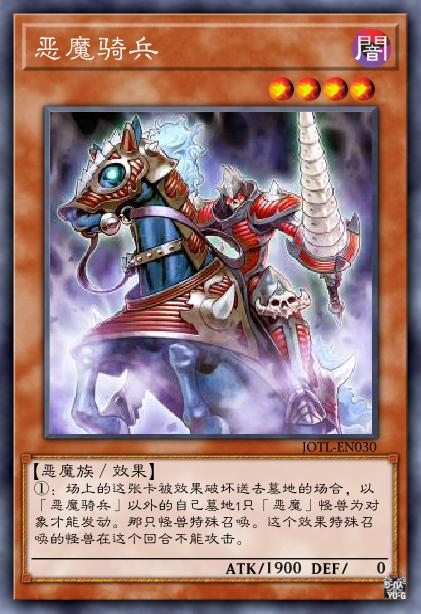 恶魔骑兵
闇
JOTL-EN030
【恶魔族／效果】
①：场上的这张卡被效果破坏送去墓地的场合，以
「恶魔骑兵」以外的自己墓地1只「恶魔」怪兽为对
象才能发动。那只怪兽特殊召唤。这个效果特殊召
唤的怪兽在这个回合不能攻击。
ATK/1900 DEF/ 0